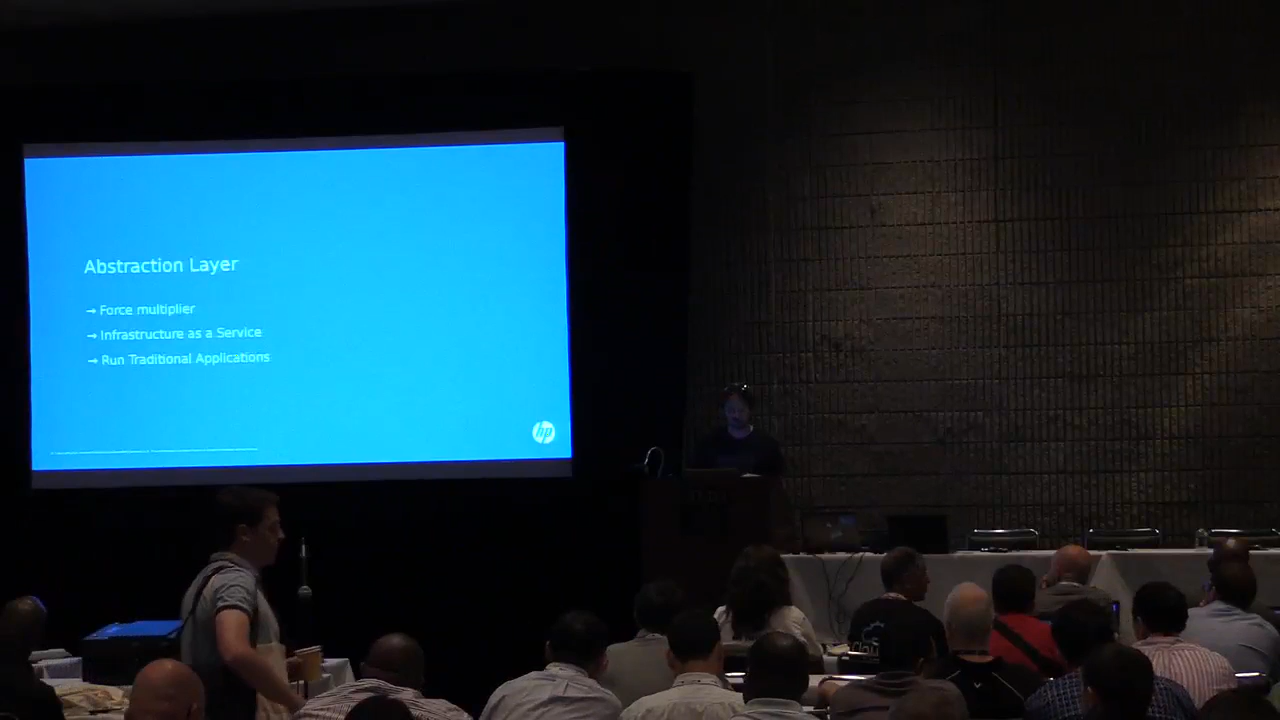 Abstraction Layer
→ Force multiplier
→ Infrastructure as a Service
→ Run Traditional Applications
hp